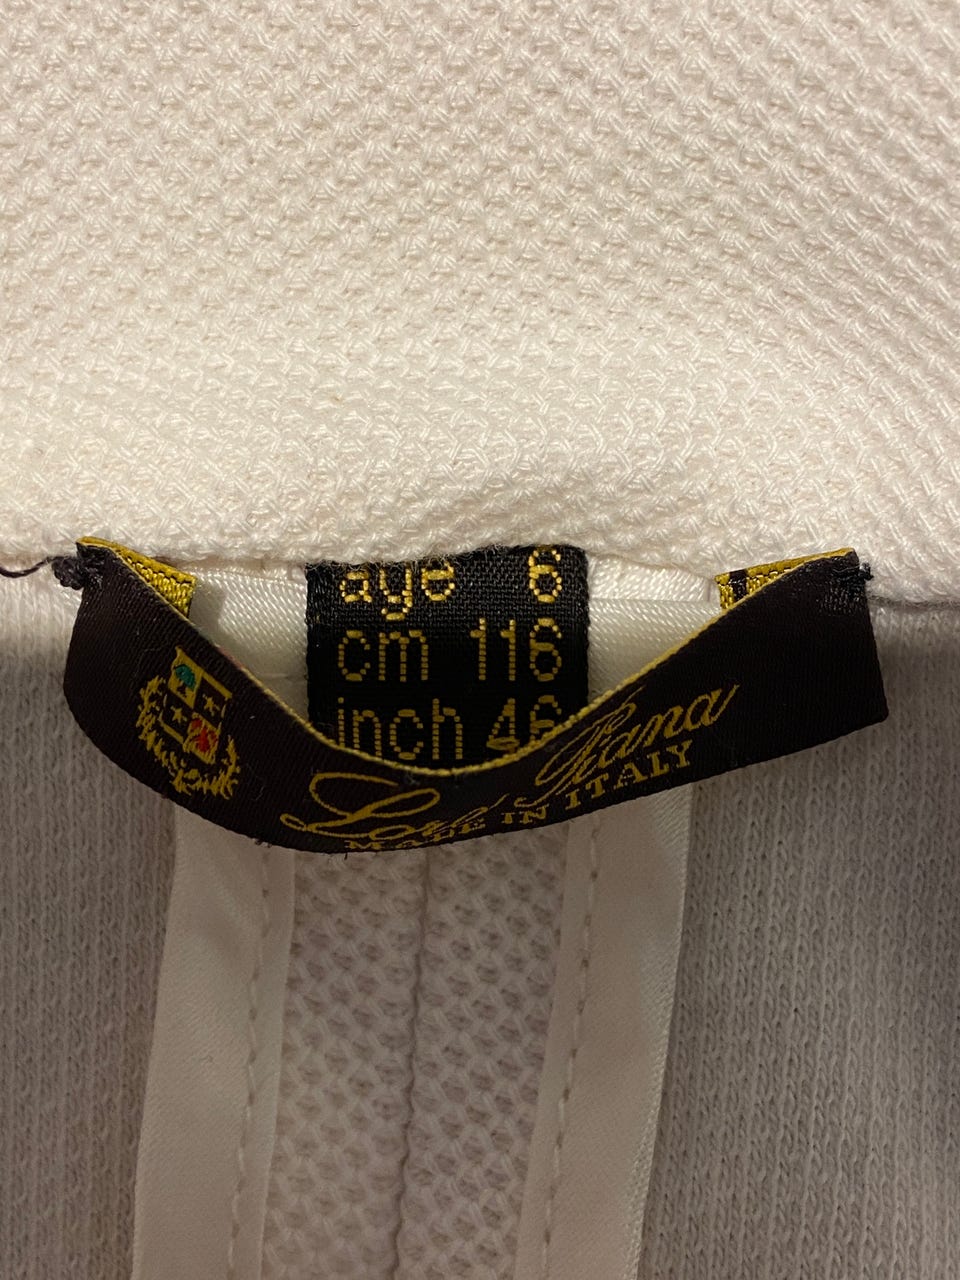 age 6
cm 116
inch 46
Loro Piana
MADE IN ITALY